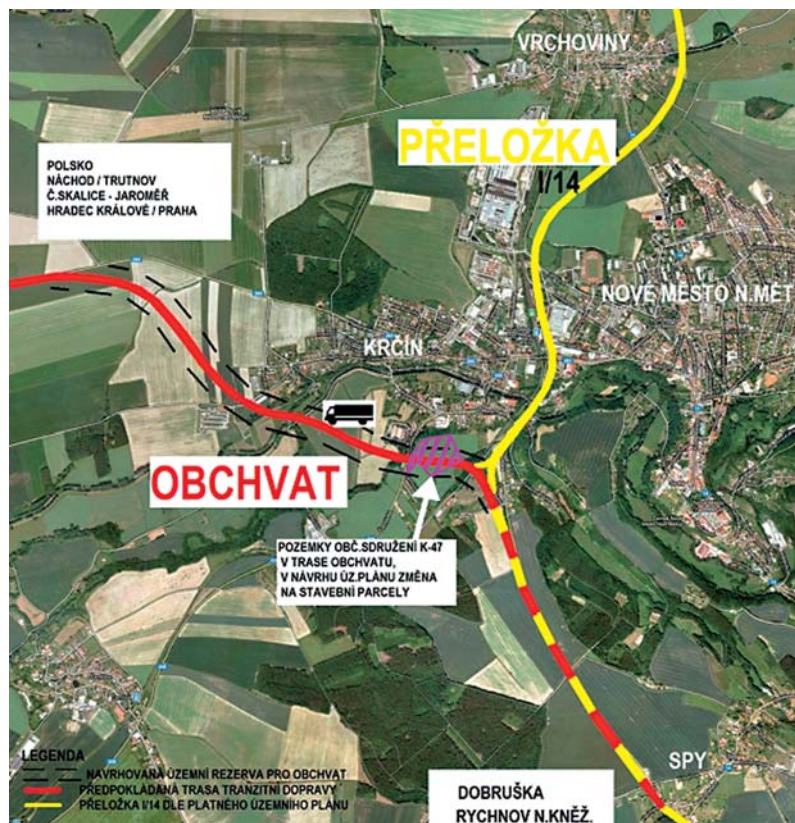 VRCHOVINY
PŘELOŽKA
I/14
POLSKO
NÁCHOD / TRUTNOV
Č.SKALICE - JAROMĚŘ
HRADEC KRÁLOVÉ / PRAHA
NOVÉ MĚSTO N.MET
KRČÍN
OBCHVAT
POZEMKY OBČ.SDRUŽENÍ K-47
V TRASE OBCHVATU,
V NÁVRHU ÚZ.PLÁNU ZMĚNA
NA STAVEBNÍ PARCELY
SPY
LEGENDA
NAVRHOVANÁ ÚZEMNÍ REZERVA PRO OBCHVAT
PŘEDPOKLÁDANÁ TRASA TRANZITNÍ DOPRAVY
PŘELOŽKA I/14 DLE PLATNÉHO ÚZEMNÍHO PLÁNU
DOBRUŠKA
RYCHNOV N.KNĚŽ.